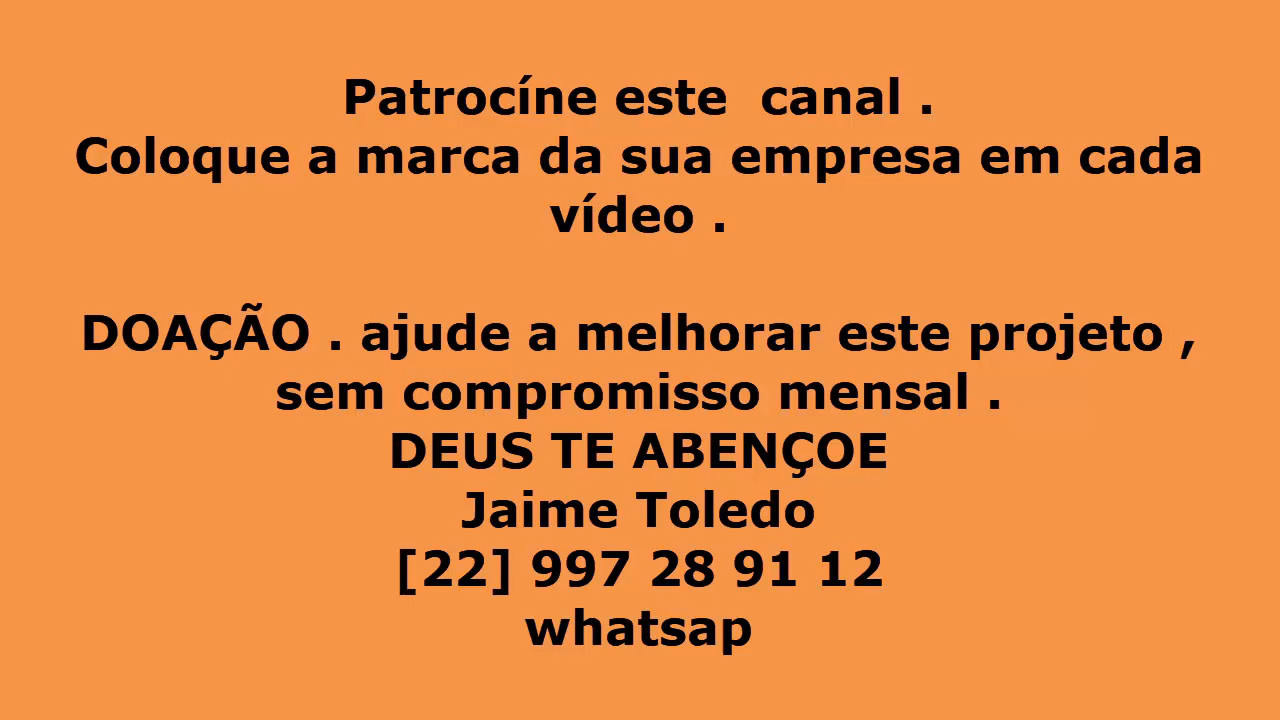 Patrocíne este  canal .
Coloque a marca da sua empresa em cada
vídeo .
DOAÇÃO . ajude a melhorar este projeto ,
sem compromisso mensal .
DEUS TE ABENÇOE
Jaime Toledo
[22] 997 28 91 12
whatsap